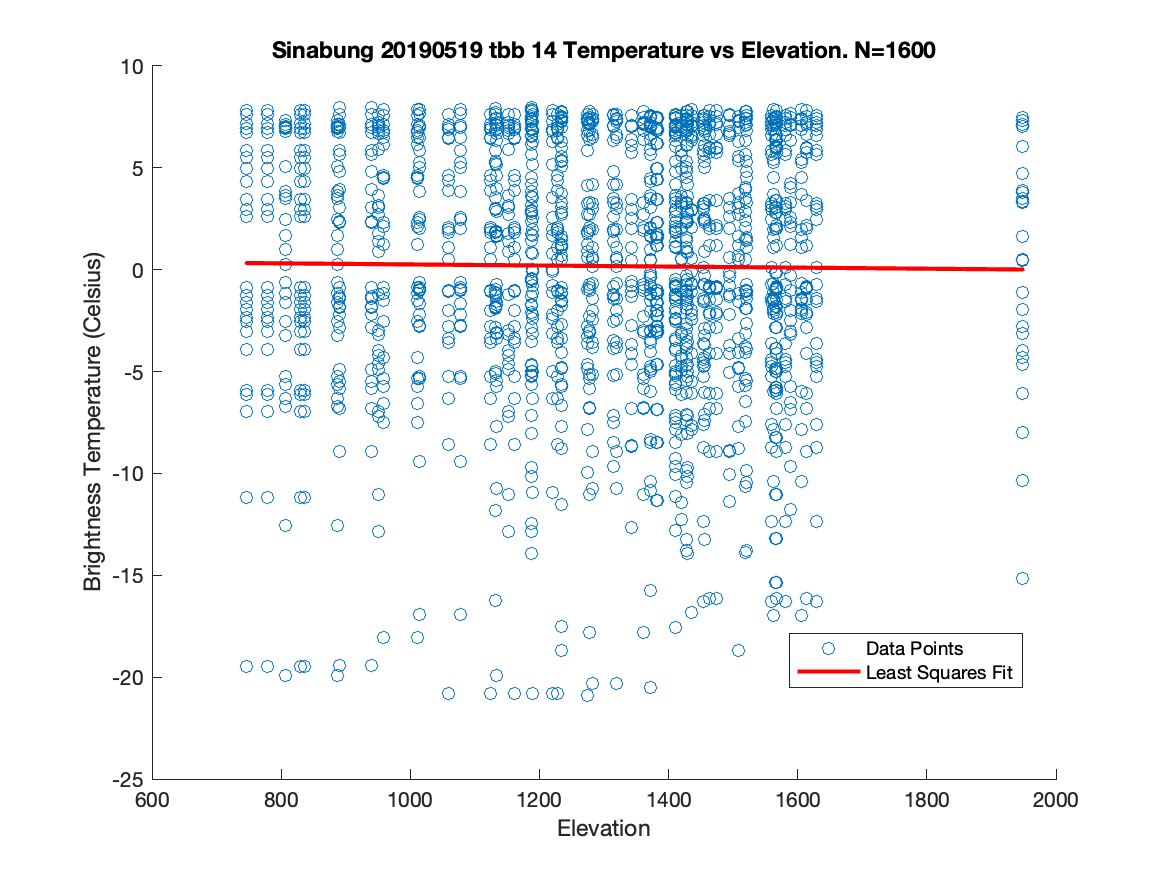 Sinabung 20190519 tbb 14 Temperature vs Elevation. N=1600
10
5
0
-5
-10
-15
-20
-25
Brightness Temperature (Celsius)
Data Points
Least Squares Fit
600 800 1000 1200 1400 1600 1800 2000
Elevation